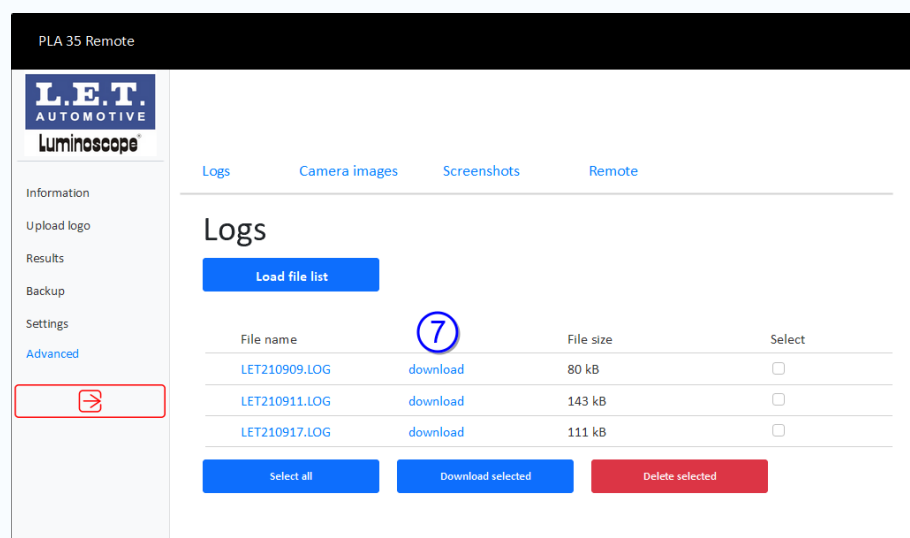 PLA 35 Remote
L.E.T.
AUTOMOTIVE
Luminoscope®
Information
Upload logo
Results
Backup
Settings
Advanced
Logs Camera images Screenshots Remote
Logs
Load file list
7
File name File size Select
LET210909.LOG download 80 kB
LET210911.LOG download 143 kB
LET210917.LOG download 111 kB
Select all Download selected Delete selected